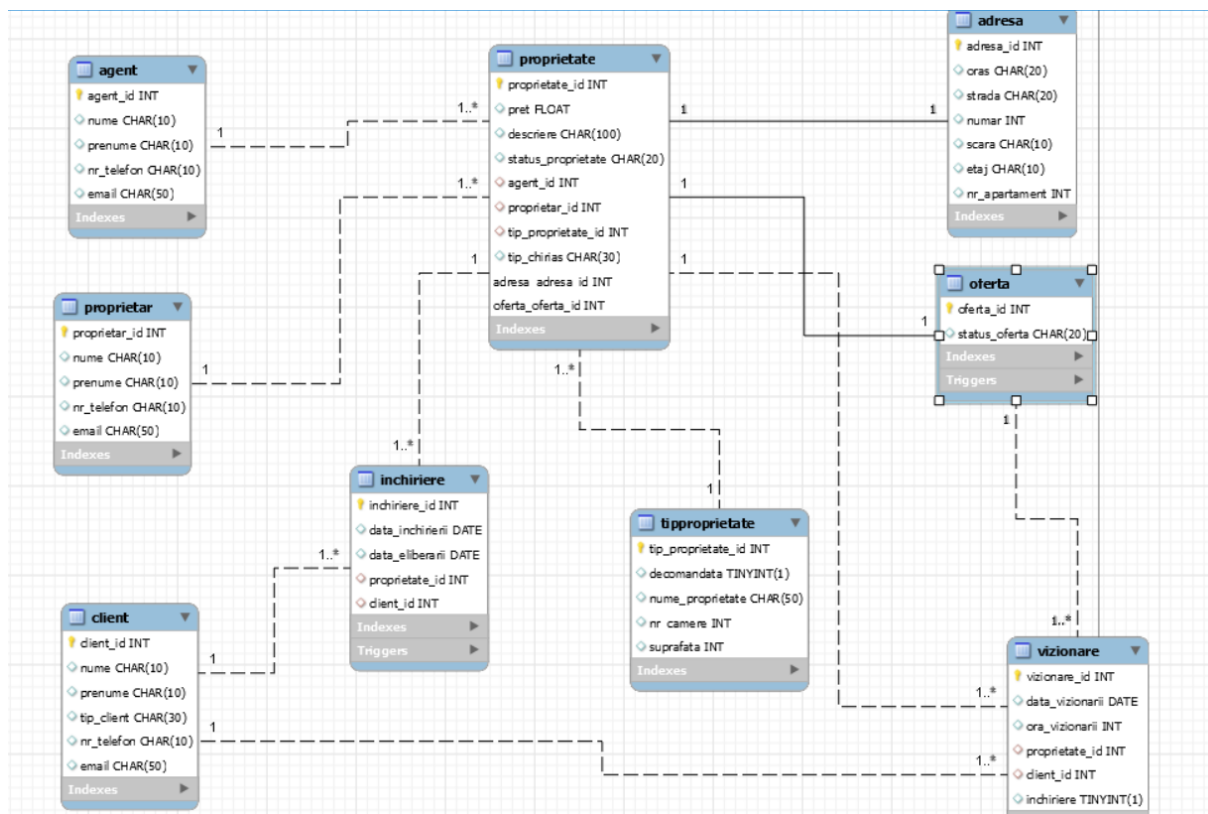 agent
agent_id INT
nume CHAR(10)
prenume CHAR(10)
nr_telefon CHAR(10)
email CHAR(50)
Indexes
proprietate
proprietate_id INT
pret FLOAT
descriere CHAR(100)
status_proprietate CHAR(20)
agent_id INT
proprietar_id INT
tip_proprietate_id INT
tip_chirias CHAR(30)
adresa_adresa_id INT
oferta_oferta_id INT
Indexes
adresa
adresa_id INT
oras CHAR(20)
strada CHAR(20)
numar INT
scara CHAR(10)
etaj CHAR(10)
nr_apartament INT
Indexes
1
1..*
1
1
1
1..*
1
1
1
1..*
1
proprietar
proprietar_id INT
nume CHAR(10)
prenume CHAR(10)
nr_telefon CHAR(10)
email CHAR(50)
Indexes
oferta
oferta_id INT
status_oferta CHAR(20)
Indexes
Triggers
1
1..*
inchiriere
inchiriere_id INT
data_inchirierii DATE
data_eliberarii DATE
proprietate_id INT
client_id INT
Indexes
Triggers
1
tipproprietate
tip_proprietate_id INT
decomandata TINYINT(1)
nume_proprietate CHAR(50)
nr_camere INT
suprafata INT
Indexes
1..*
1
1
client
client_id INT
nume CHAR(10)
prenume CHAR(10)
tip_client CHAR(30)
nr_telefon CHAR(10)
email CHAR(50)
Indexes
1..*
1..*
1..*
vizionare
vizionare_id INT
data_vizionarii DATE
ora_vizionarii INT
proprietate_id INT
client_id INT
inchiriere TINYINT(1)